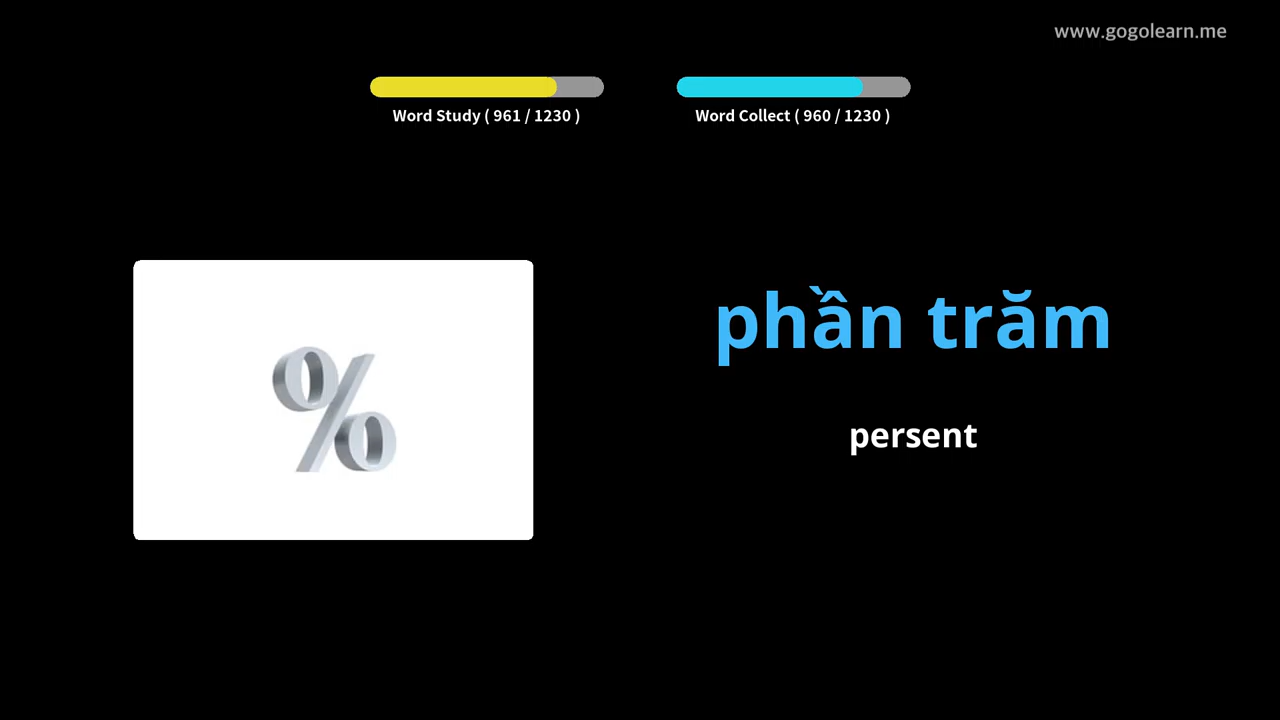 www.gogolearn.me
Word Study ( 961 / 1230 )
Word Collect ( 960 / 1230 )
%
phần trăm
persent